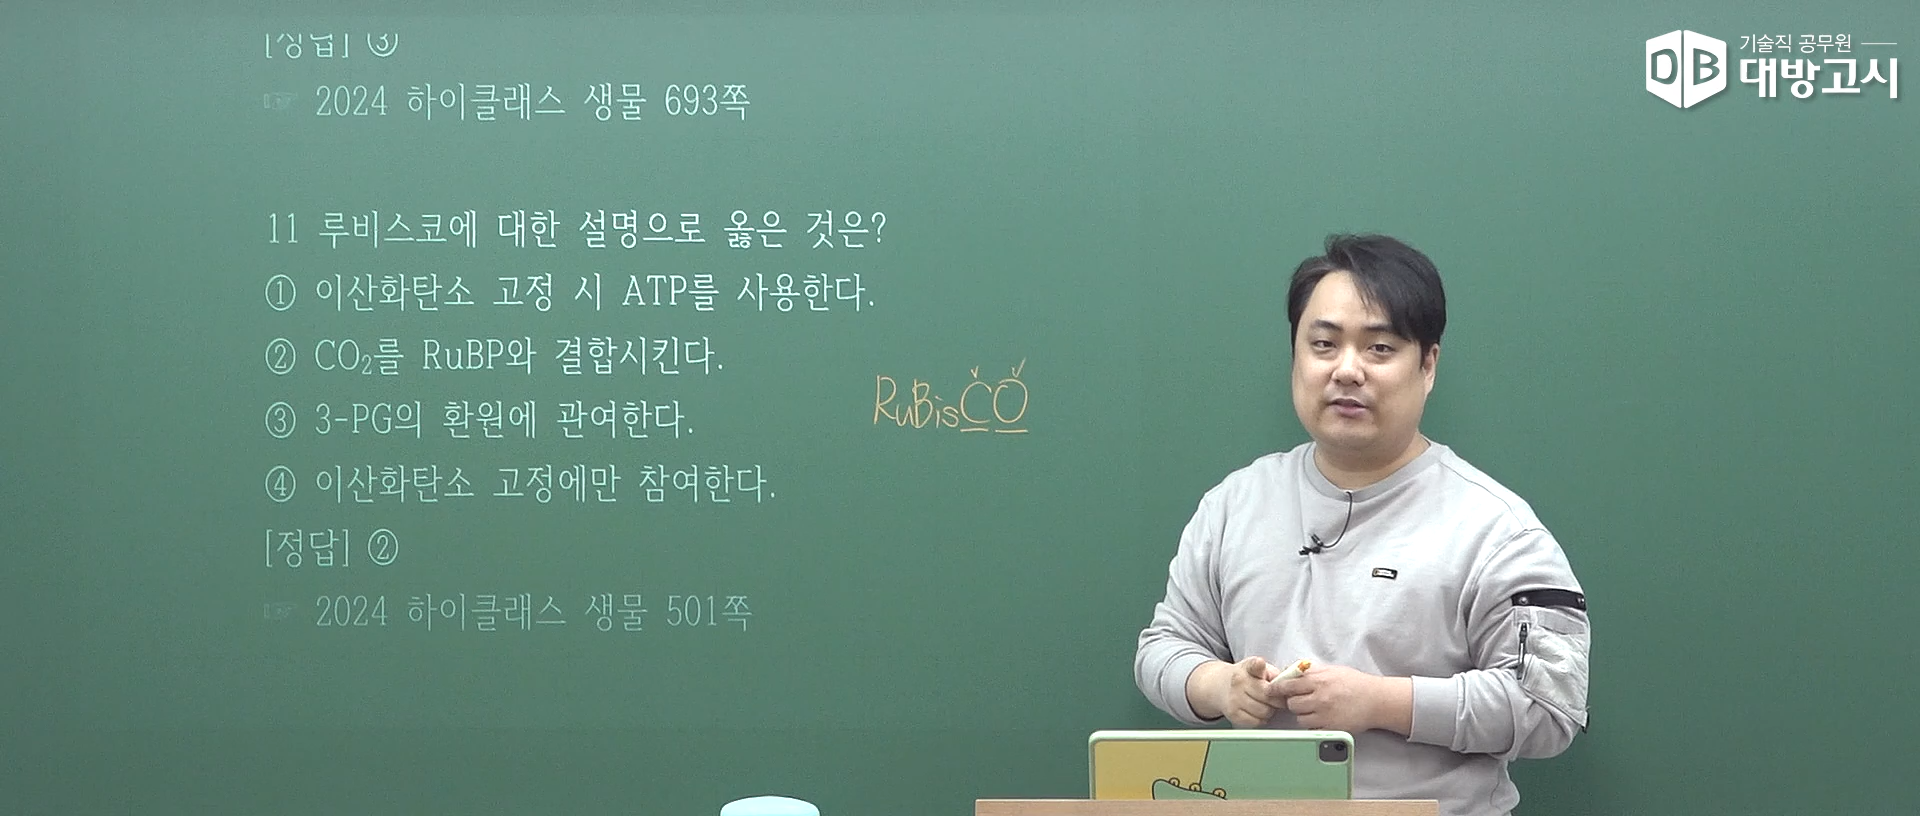 [정답] ③
☞ 2024 하이클래스 생물 693쪽
11 루비스코에 대한 설명으로 옳은 것은?
① 이산화탄소 고정 시 ATP를 사용한다.
② CO₂를 RuBP와 결합시킨다.
③ 3-PG의 환원에 관여한다.
④ 이산화탄소 고정에만 참여한다.
[정답] ②
☞ 2024 하이클래스 생물 501쪽
RuBisCO
DB
기술직 공무원
대방고시